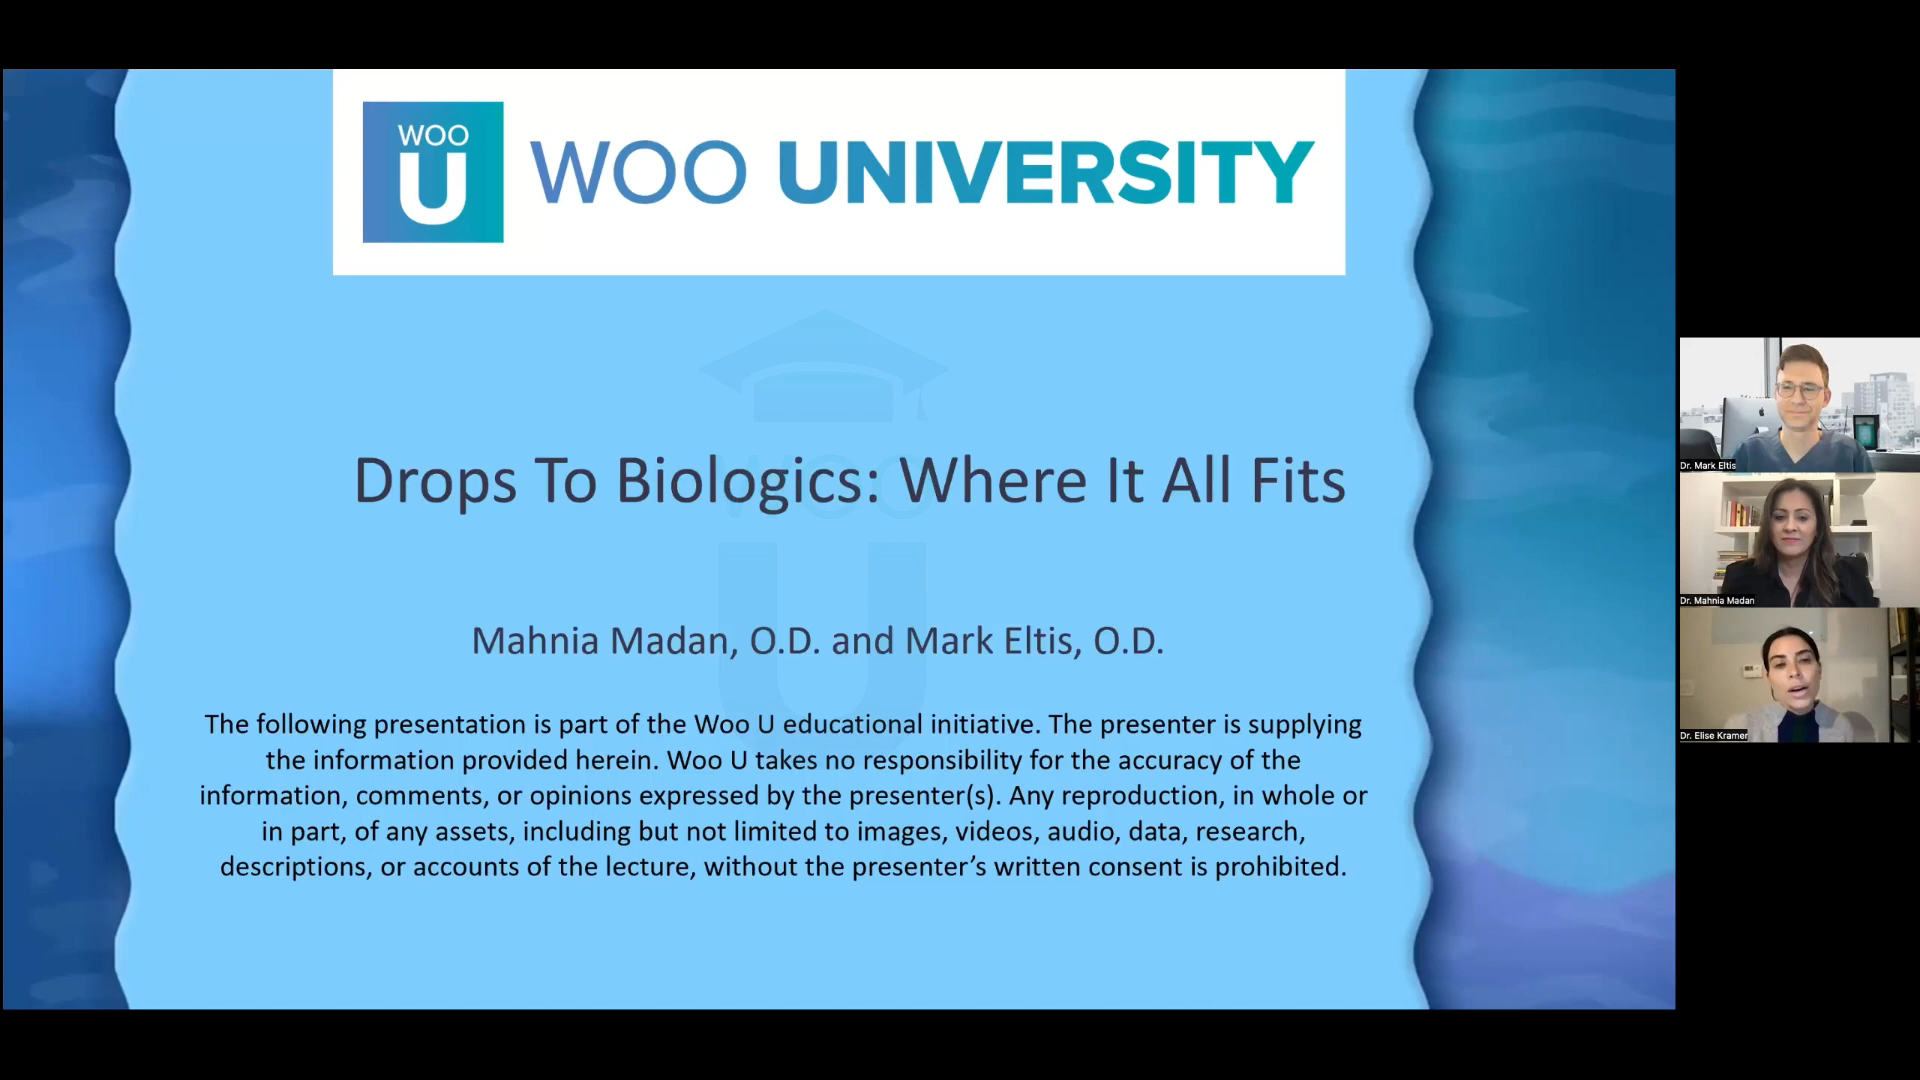 WOO
U
WOO UNIVERSITY
WOO
U
Drops To Biologics: Where It All Fits
Mahnia Madan, O.D. and Mark Eltis, O.D.
The following presentation is part of the Woo U educational initiative. The presenter is supplying
the information provided herein. Woo U takes no responsibility for the accuracy of the
information, comments, or opinions expressed by the presenter(s). Any reproduction, in whole or
in part, of any assets, including but not limited to images, videos, audio, data, research,
descriptions, or accounts of the lecture, without the presenter’s written consent is prohibited.
Dr. Mark Eltis
Dr. Mahnia Madan
Dr. Elise Kramer